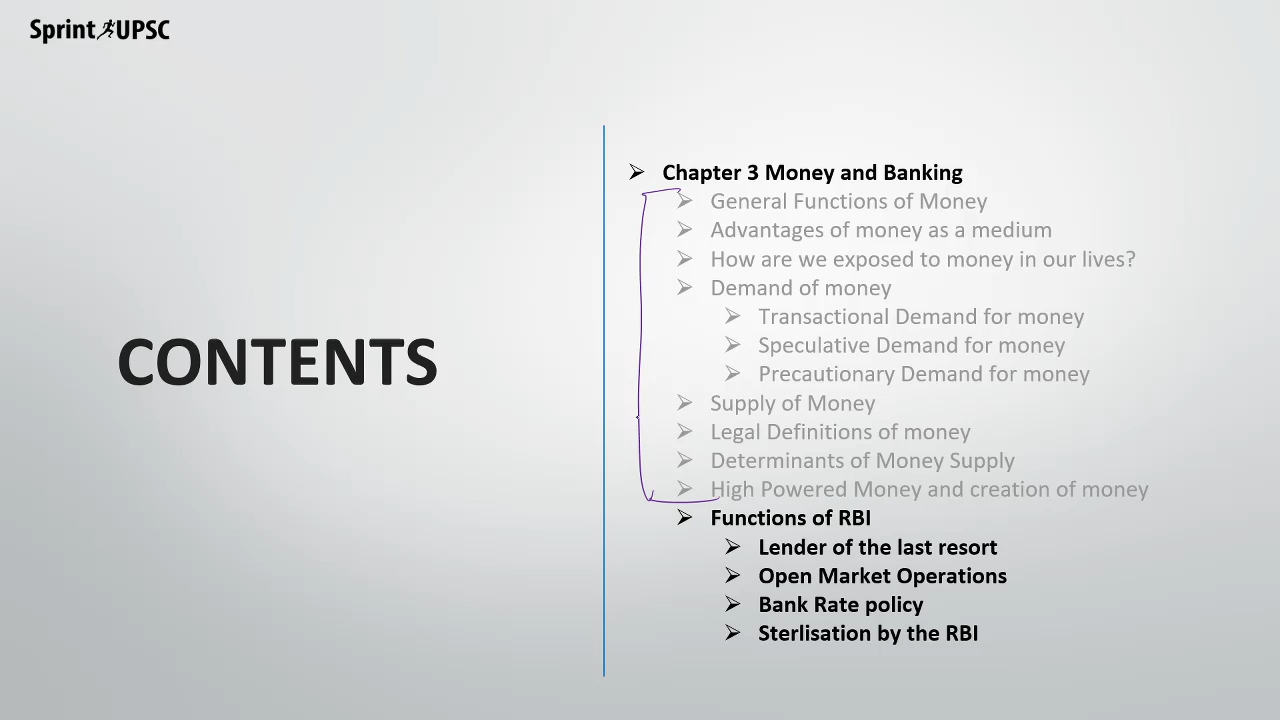 Sprint UPSC
CONTENTS
Chapter 3 Money and Banking
General Functions of Money
Advantages of money as a medium
How are we exposed to money in our lives?
Demand of money
Transactional Demand for money
Speculative Demand for money
Precautionary Demand for money
Supply of Money
Legal Definitions of money
Determinants of Money Supply
High Powered Money and creation of money
Functions of RBI
Lender of the last resort
Open Market Operations
Bank Rate policy
Sterlisation by the RBI